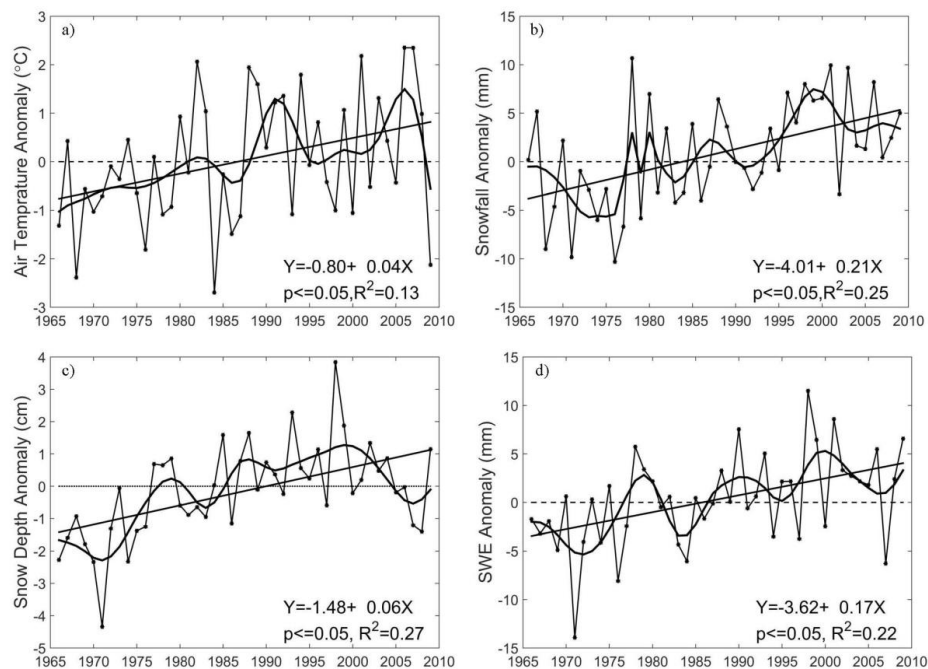 a)
Air Temprature Anomaly (°C)
3
2
1
0
-1
-2
-3
1965 1970 1975 1980 1985 1990 1995 2000 2005 2010
Y=-0.80+ 0.04X
p<=0.05,R²=0.13
b)
Snowfall Anomaly (mm)
15
10
5
0
-5
-10
-15
1965 1970 1975 1980 1985 1990 1995 2000 2005 2010
Y=-4.01+ 0.21X
p<=0.05,R²=0.25
c)
Snow Depth Anomaly (cm)
4
3
2
1
0
-1
-2
-3
-4
-5
1965 1970 1975 1980 1985 1990 1995 2000 2005 2010
Y=-1.48+ 0.06X
p<=0.05, R²=0.27
d)
SWE Anomaly (mm)
15
10
5
0
-5
-10
-15
1965 1970 1975 1980 1985 1990 1995 2000 2005 2010
Y=-3.62+ 0.17X
p<=0.05, R²=0.22